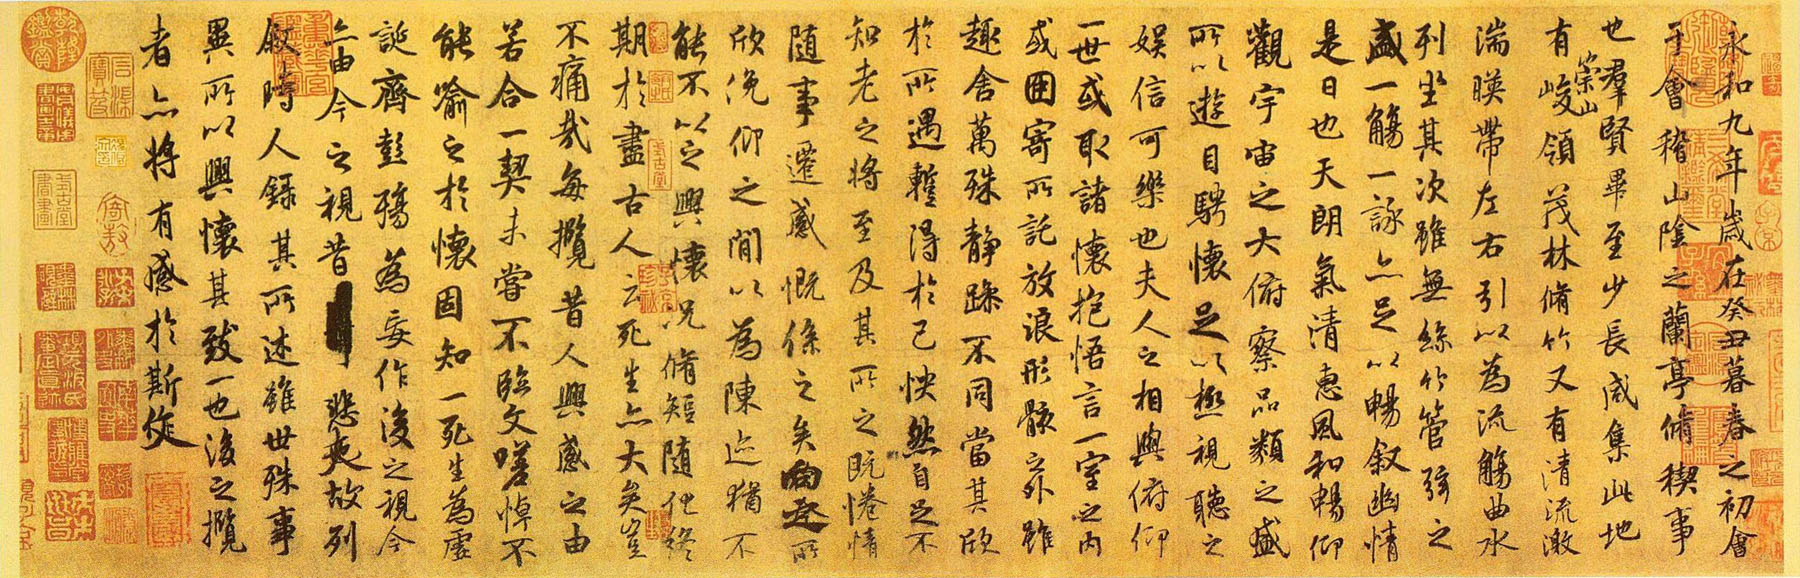 永和九年歲在癸丑暮春之初會
于會稽山陰之蘭亭脩稧事
也羣賢畢至少長咸集此地
有崇山峻領茂林脩竹又有清流激
湍暎帶左右引以為流觴曲水
列坐其次雖無絲竹管弦之
盛一觴一詠亦足以暢敘幽情
是日也天朗氣清惠風和暢仰
觀宇宙之大俯察品類之盛
所以遊目騁懷足以極視聽之
娛信可樂也夫人之相與俯仰
一世或取諸懷抱悟言一室之內
或因寄所託放浪形骸之外雖
趣舍萬殊靜躁不同當其欣
於所遇蹔得於己怏然自足不
知老之將至及其所之既惓情
隨事遷感慨係之矣向之所
欣俛仰之間以為陳迹猶不
能不以之興懷況脩短隨化終
期於盡古人云死生亦大矣豈
不痛哉每攬昔人興感之由
若合一契未嘗不臨文嗟悼不
能喻之於懷固知一死生為虛
誕齊彭殤為妄作後之視今
亦由今之視昔悲夫故列
敘時人錄其所述雖世殊事
異所以興懷其致一也後之攬
者亦將有感於斯文